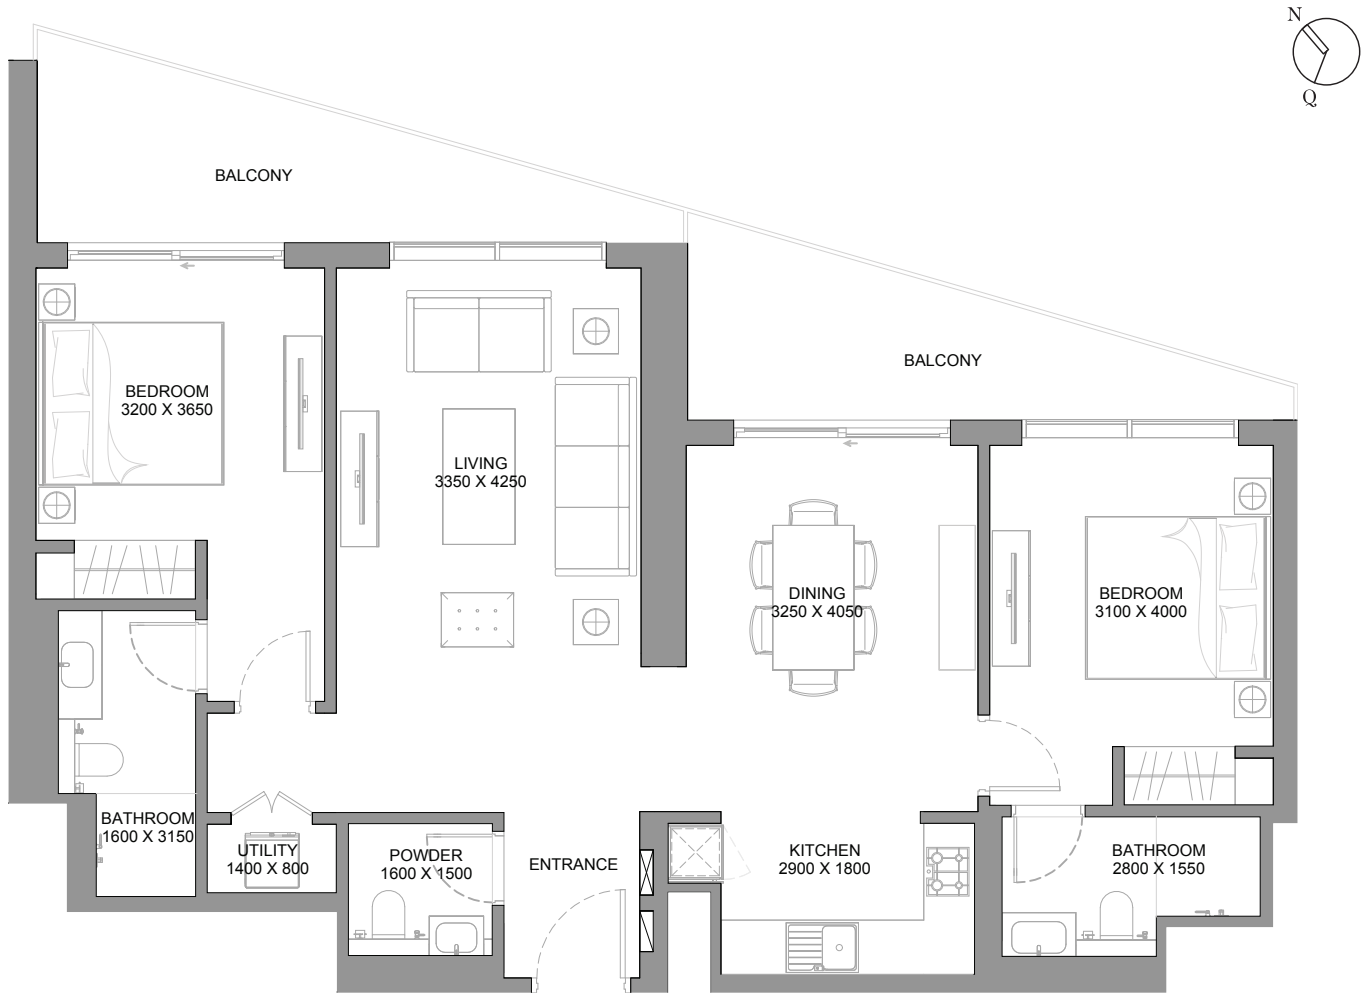 N
Q
BALCONY
BALCONY
BEDROOM
3200 X 3650
LIVING
3350 X 4250
DINING
3250 X 4050
BEDROOM
3100 X 4000
BATHROOM
1600 X 3150
UTILITY
1400 X 800
POWDER
1600 X 1500
ENTRANCE
KITCHEN
2900 X 1800
BATHROOM
2800 X 1550